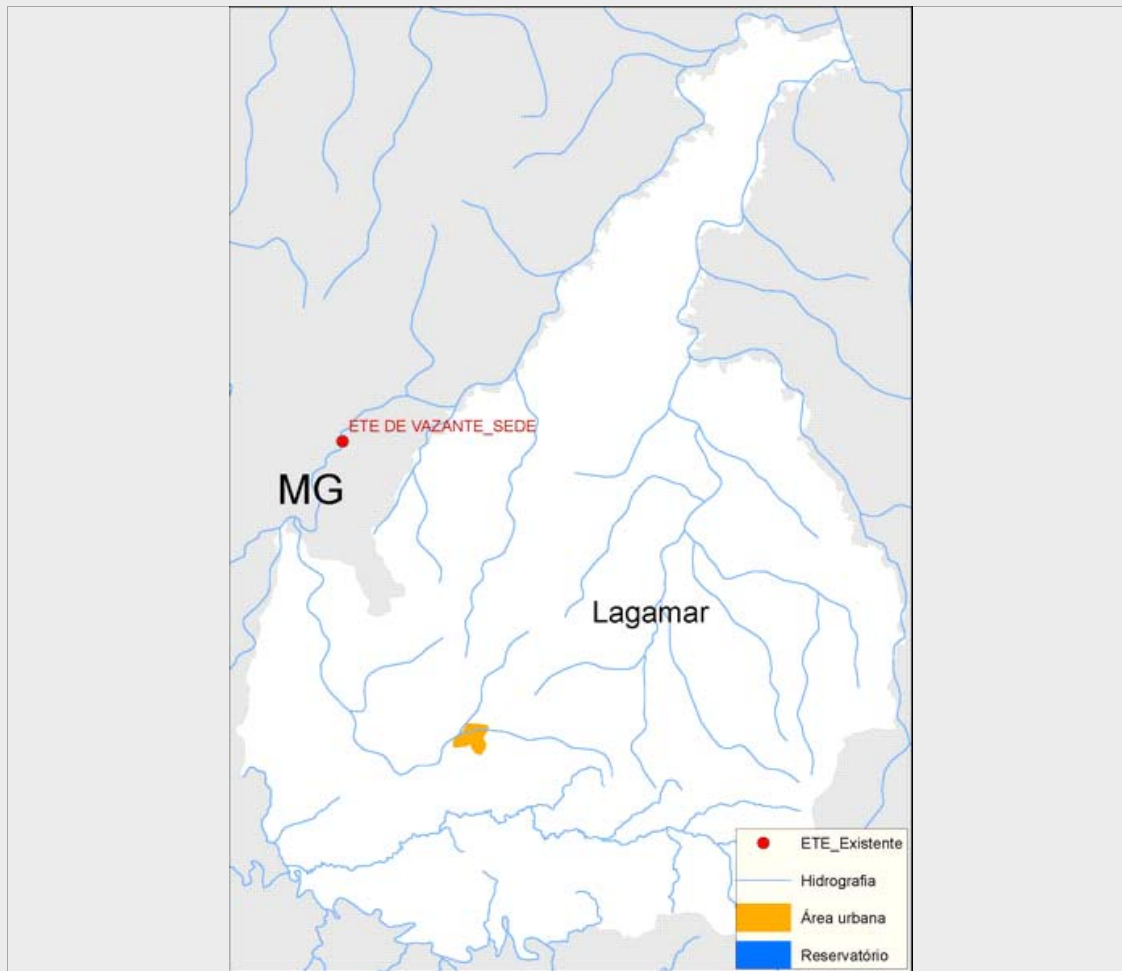 ETE DE VAZANTE_SEDE
MG
Lagamar
ETE_Existente
Hidrografia
Área urbana
Reservatório